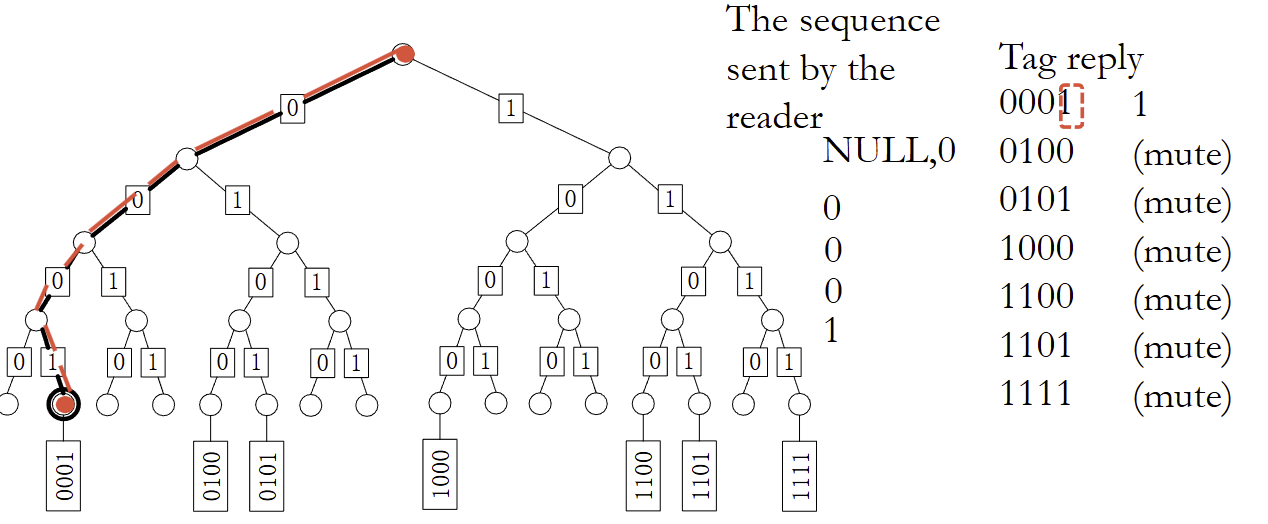 0 1
0 1 0 1
0 1 0 1 0 1 0 1
0 1 0 1 0 1 0 1 0 1 0 1 0 1 0 1
0001 0100 0101 1000 1100 1101 1111
The sequence
sent by the
reader
NULL,0
0
0
0
1
Tag reply
0001 1
0100 (mute)
0101 (mute)
1000 (mute)
1100 (mute)
1101 (mute)
1111 (mute)